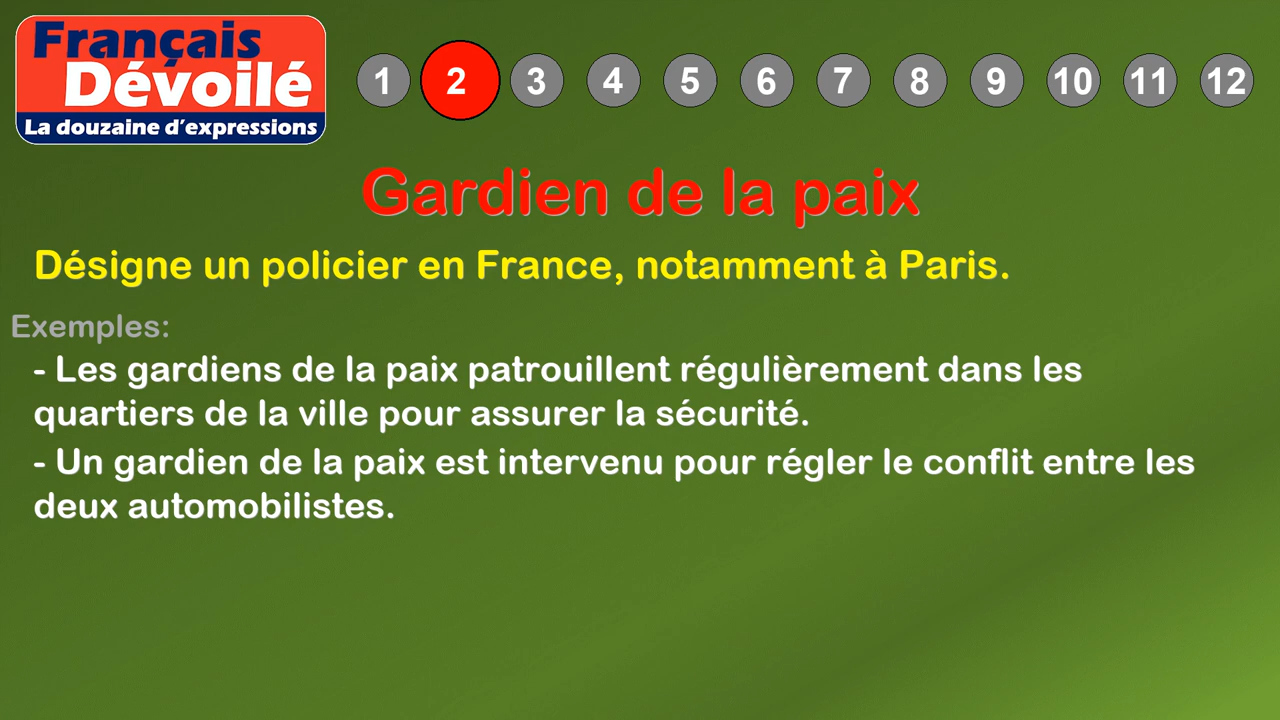 Français
Dévoilé
La douzaine d'expressions
1 2 3 4 5 6 7 8 9 10 11 12
Gardien de la paix
Désigne un policier en France, notamment à Paris.
Exemples:
- Les gardiens de la paix patrouillent régulièrement dans les
quartiers de la ville pour assurer la sécurité.
- Un gardien de la paix est intervenu pour régler le conflit entre les
deux automobilistes.